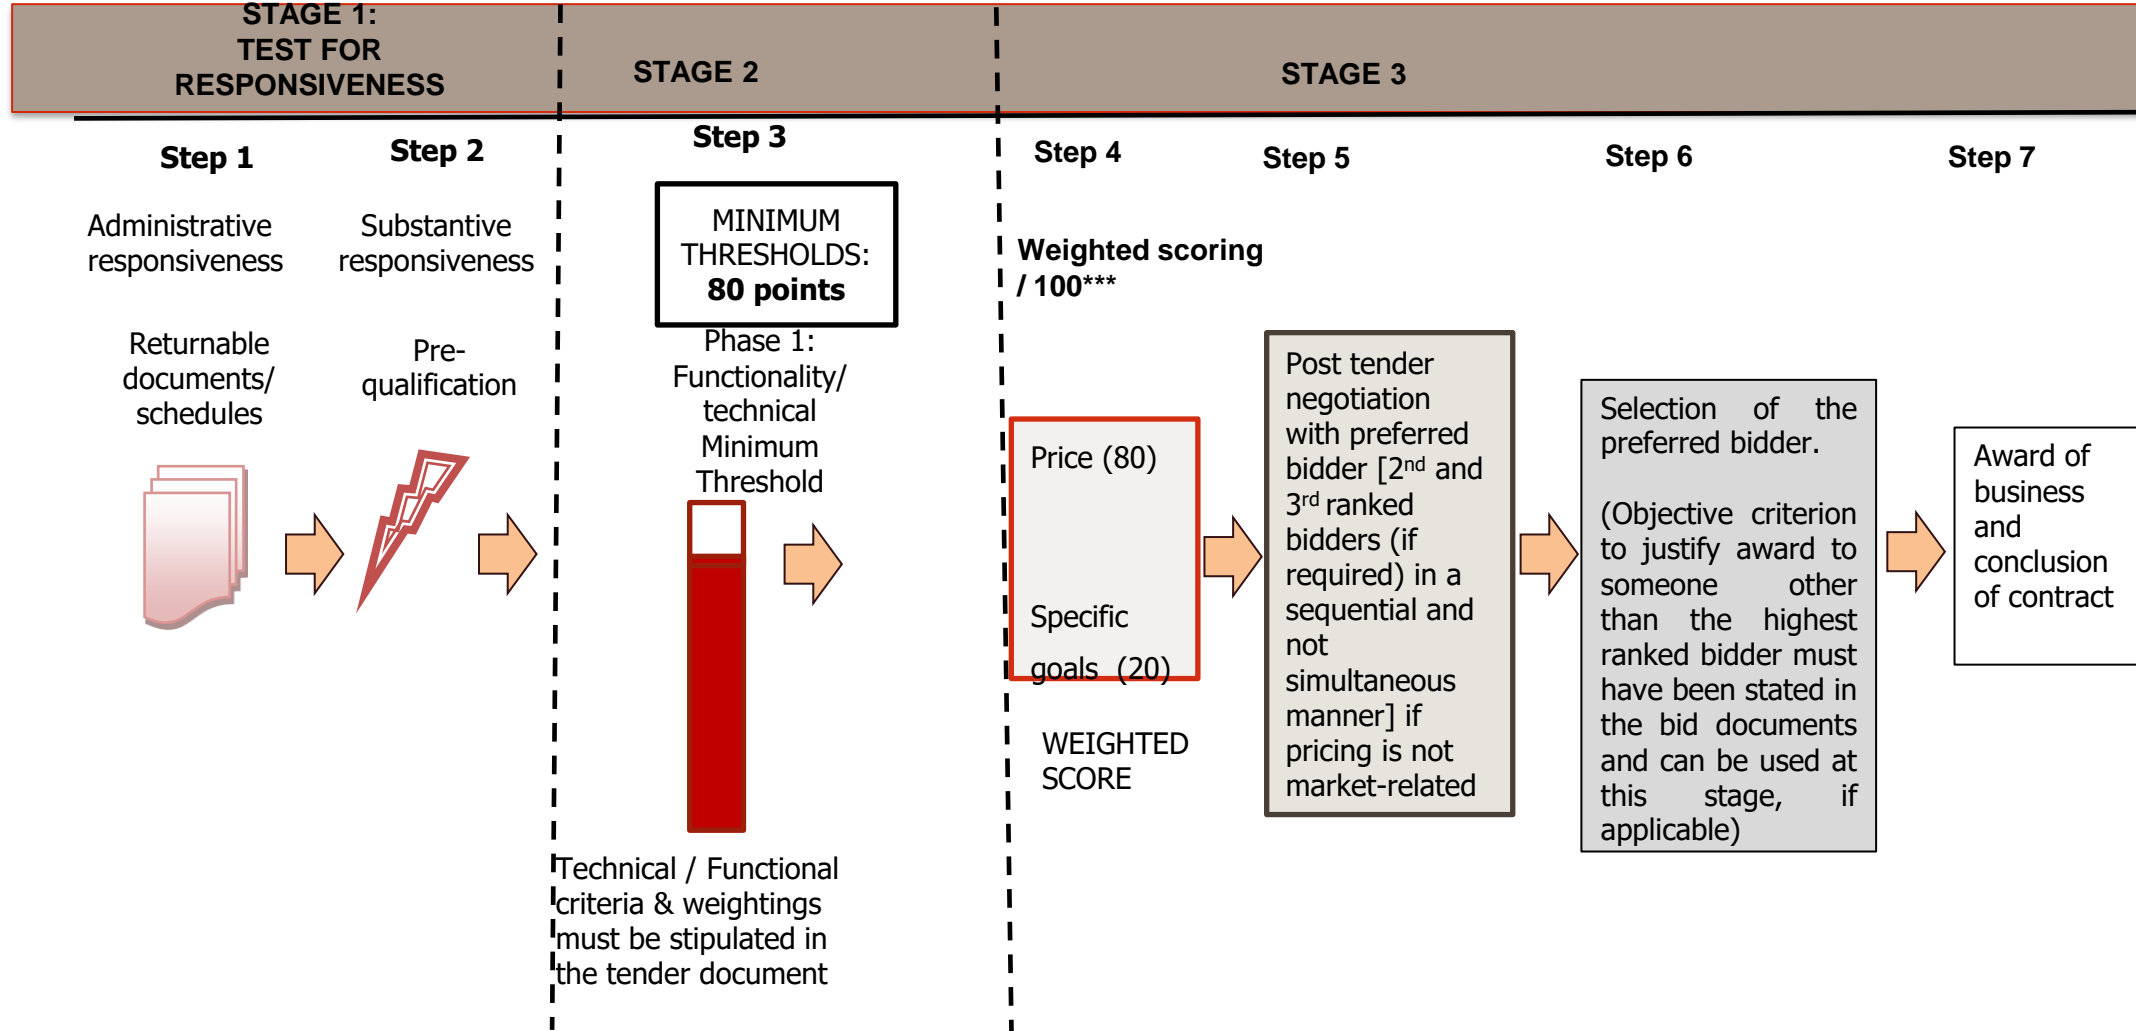 STAGE 1:
TEST FOR
RESPONSIVENESS
STAGE 2
STAGE 3
Step 1
Step 2
Step 3
Step 4
Step 5
Step 6
Step 7
Administrative
responsiveness
Returnable
documents/
schedules
Substantive
responsiveness
Pre-
qualification
MINIMUM
THRESHOLDS:
80 points
Phase 1:
Functionality/
technical
Minimum
Threshold
Technical / Functional
criteria & weightings
must be stipulated in
the tender document
Weighted scoring
/ 100***
Price (80)
Specific
goals (20)
WEIGHTED
SCORE
Post tender
negotiation
with preferred
bidder [2nd and
3rd ranked
bidders (if
required) in a
sequential and
not
simultaneous
manner] if
pricing is not
market-related
Selection of the
preferred bidder.
(Objective criterion
to justify award to
someone other
than the highest
ranked bidder must
have been stated in
the bid documents
and can be used at
this stage, if
applicable)
Award of
business
and
conclusion
of contract